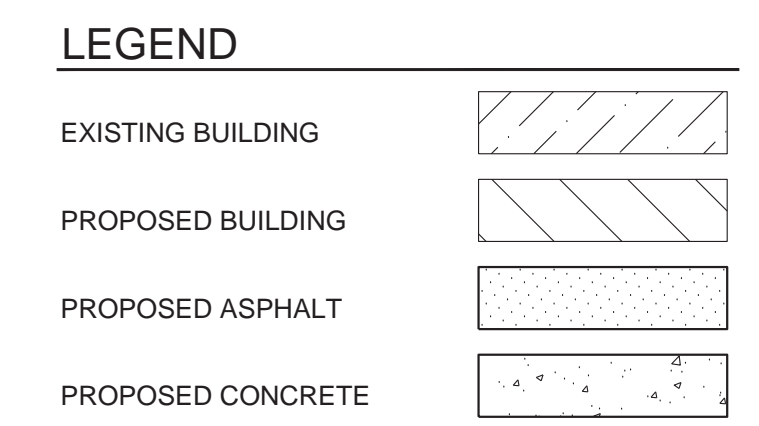 LEGEND
EXISTING BUILDING
PROPOSED BUILDING
PROPOSED ASPHALT
PROPOSED CONCRETE